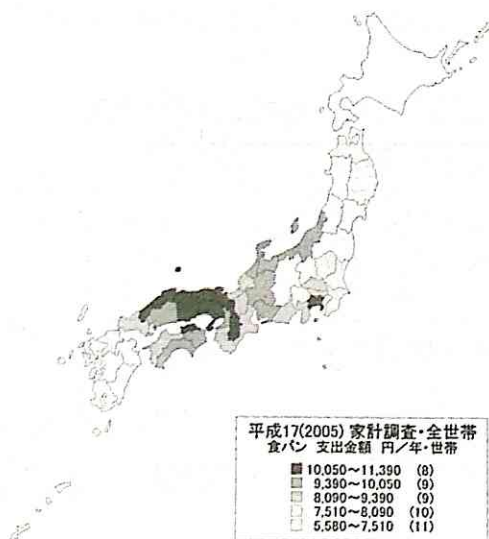 平成17(2005) 家計調査・全世帯
食パン 支出金額 円/年・世帯
10,050～11,390 (8)
9,390～10,050 (9)
8,090～9,390 (9)
7,510～8,090 (10)
5,580～7,510 (11)